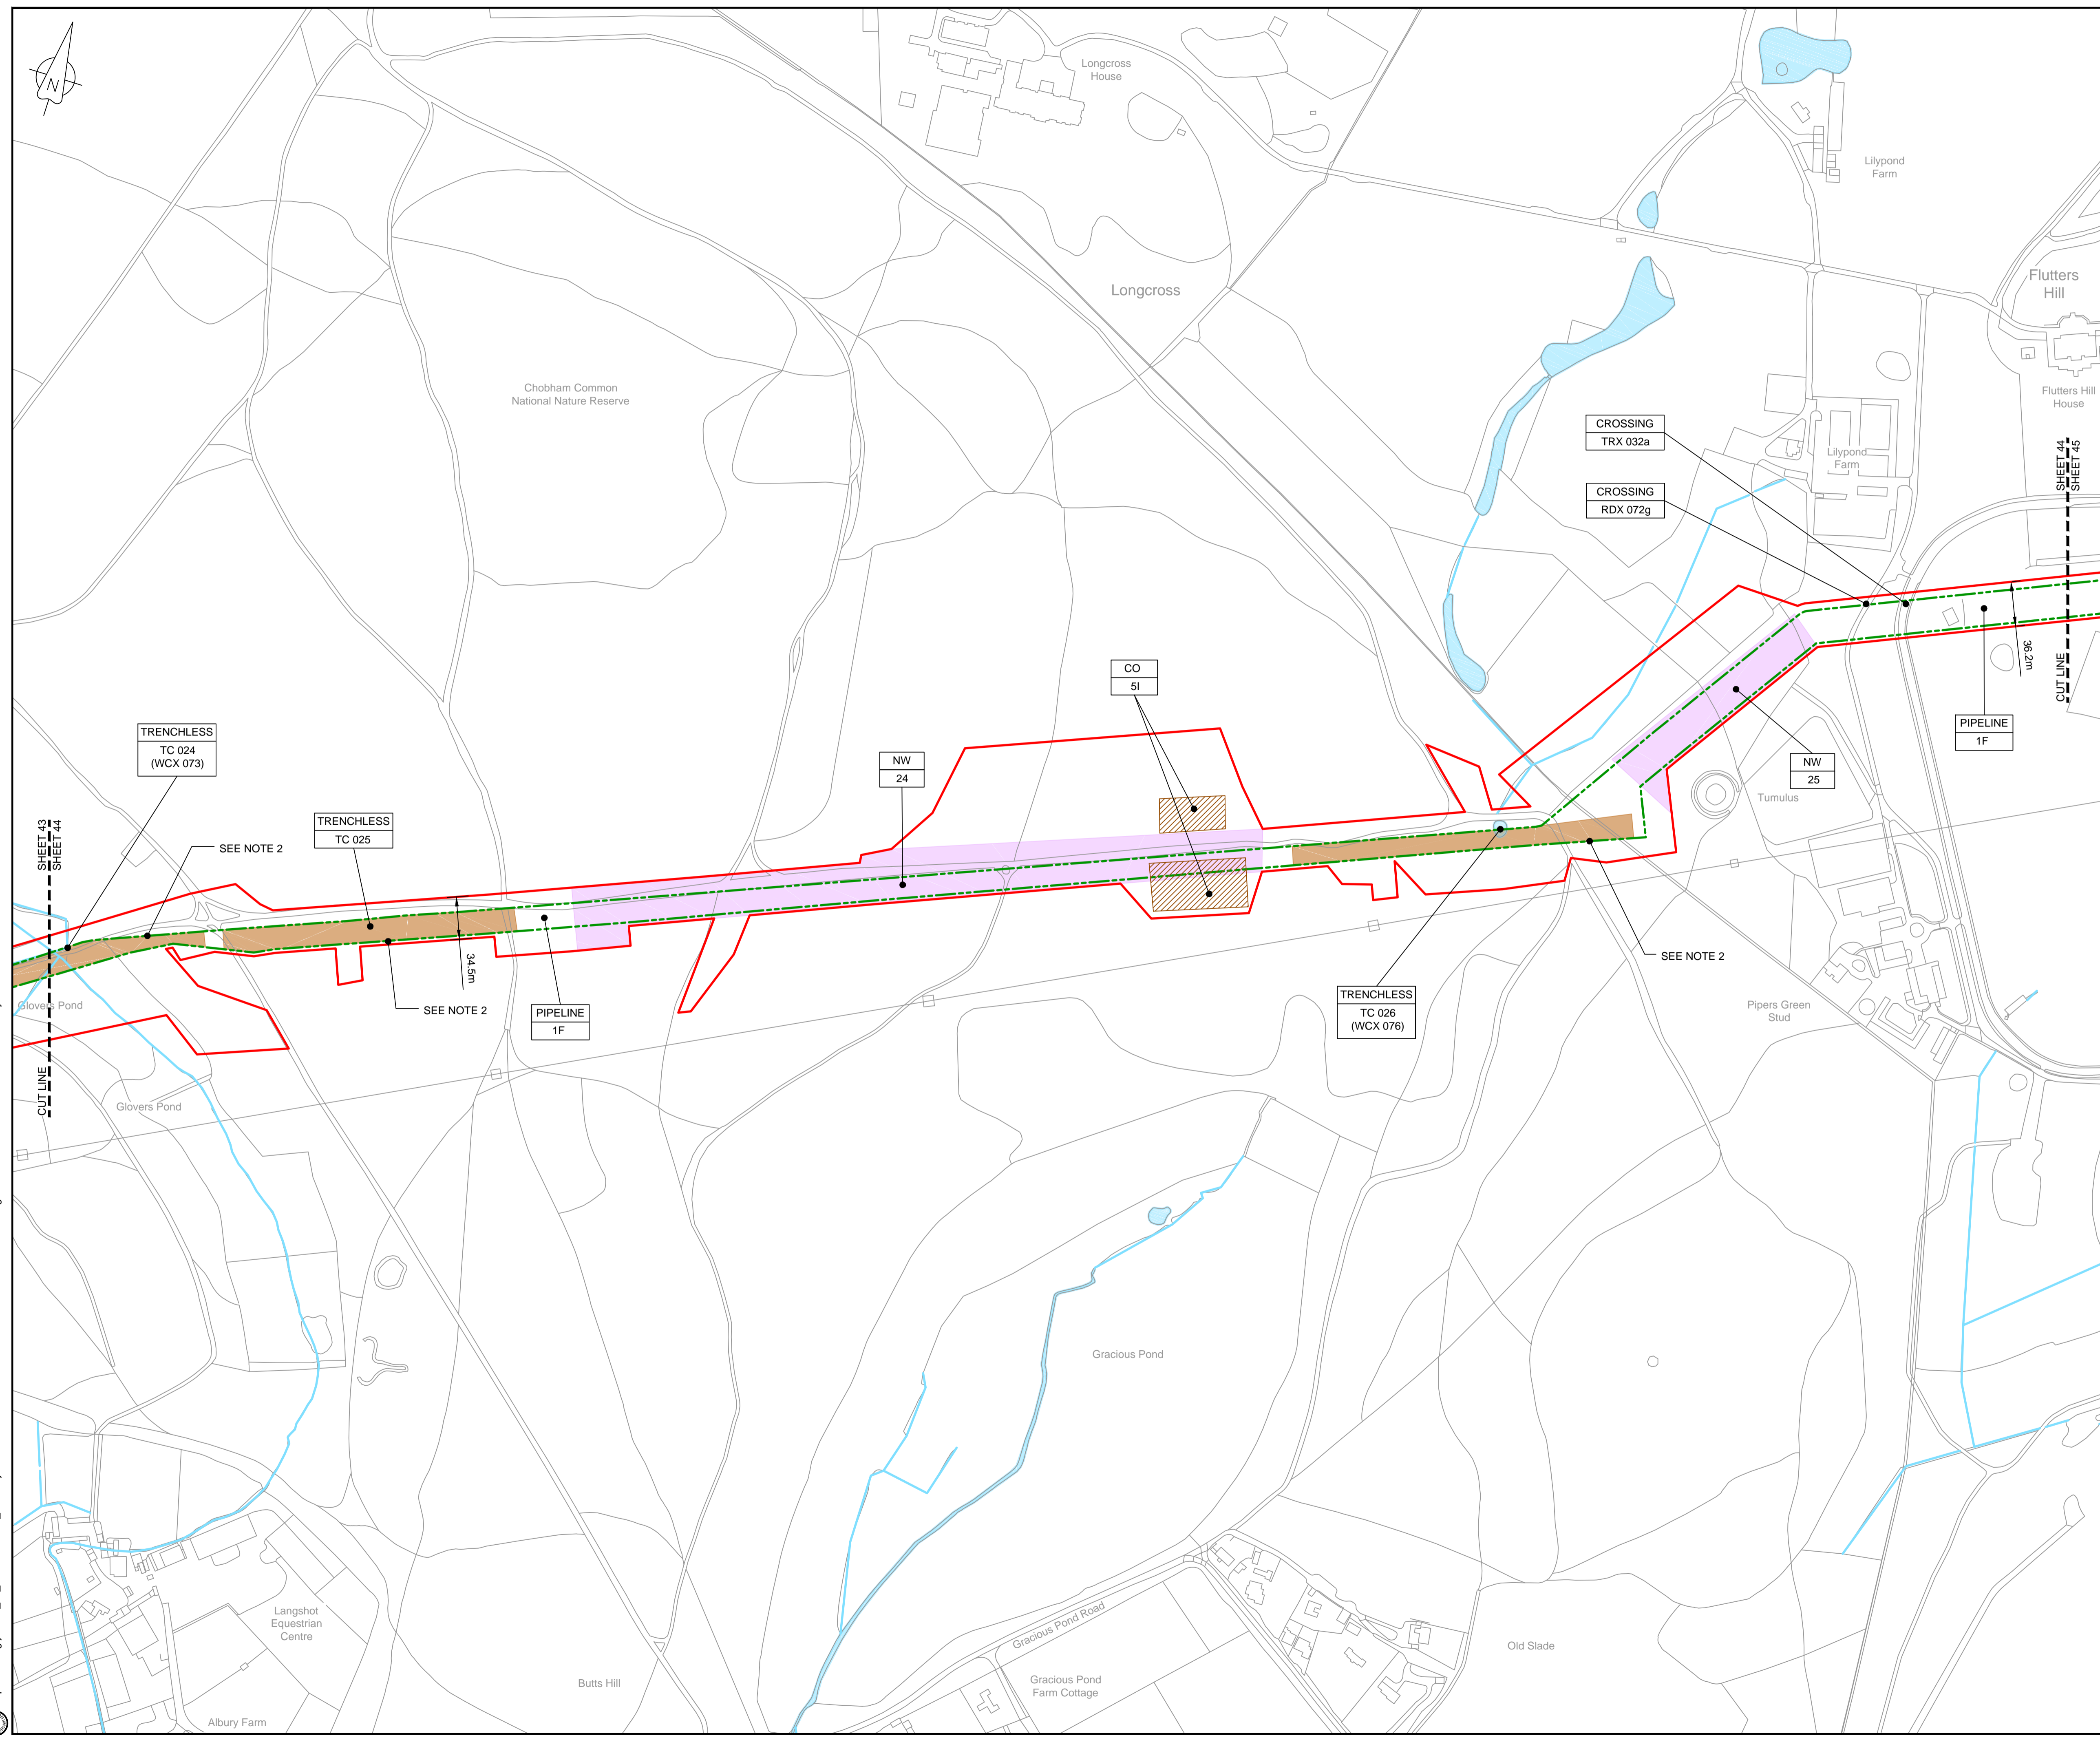 N
Longcross
House
Lilypond
Farm
Flutters
Hill
Longcross
Chobham Common
National Nature Reserve
Flutters Hill
House
CROSSING
TRX 032a
Lilypond
Farm
SHEET 44
SHEET 45
CROSSING
RDX 072g
36.2m
CUT LINE
CO
5I
PIPELINE
1F
TRENCHLESS
TC 024
(WCX 073)
NW
24
NW
25
Tumulus
TRENCHLESS
TC 025
SHEET 43
SHEET 44
SEE NOTE 2
SEE NOTE 2
34.5m
SEE NOTE 2
Glovers Pond
PIPELINE
1F
TRENCHLESS
TC 026
(WCX 076)
Pipers Green
Stud
CUT LINE
Glovers Pond
Gracious Pond
Langshot
Equestrian
Centre
Gracious Pond Road
Old Slade
Butts Hill
Gracious Pond
Farm Cottage
Albury Farm